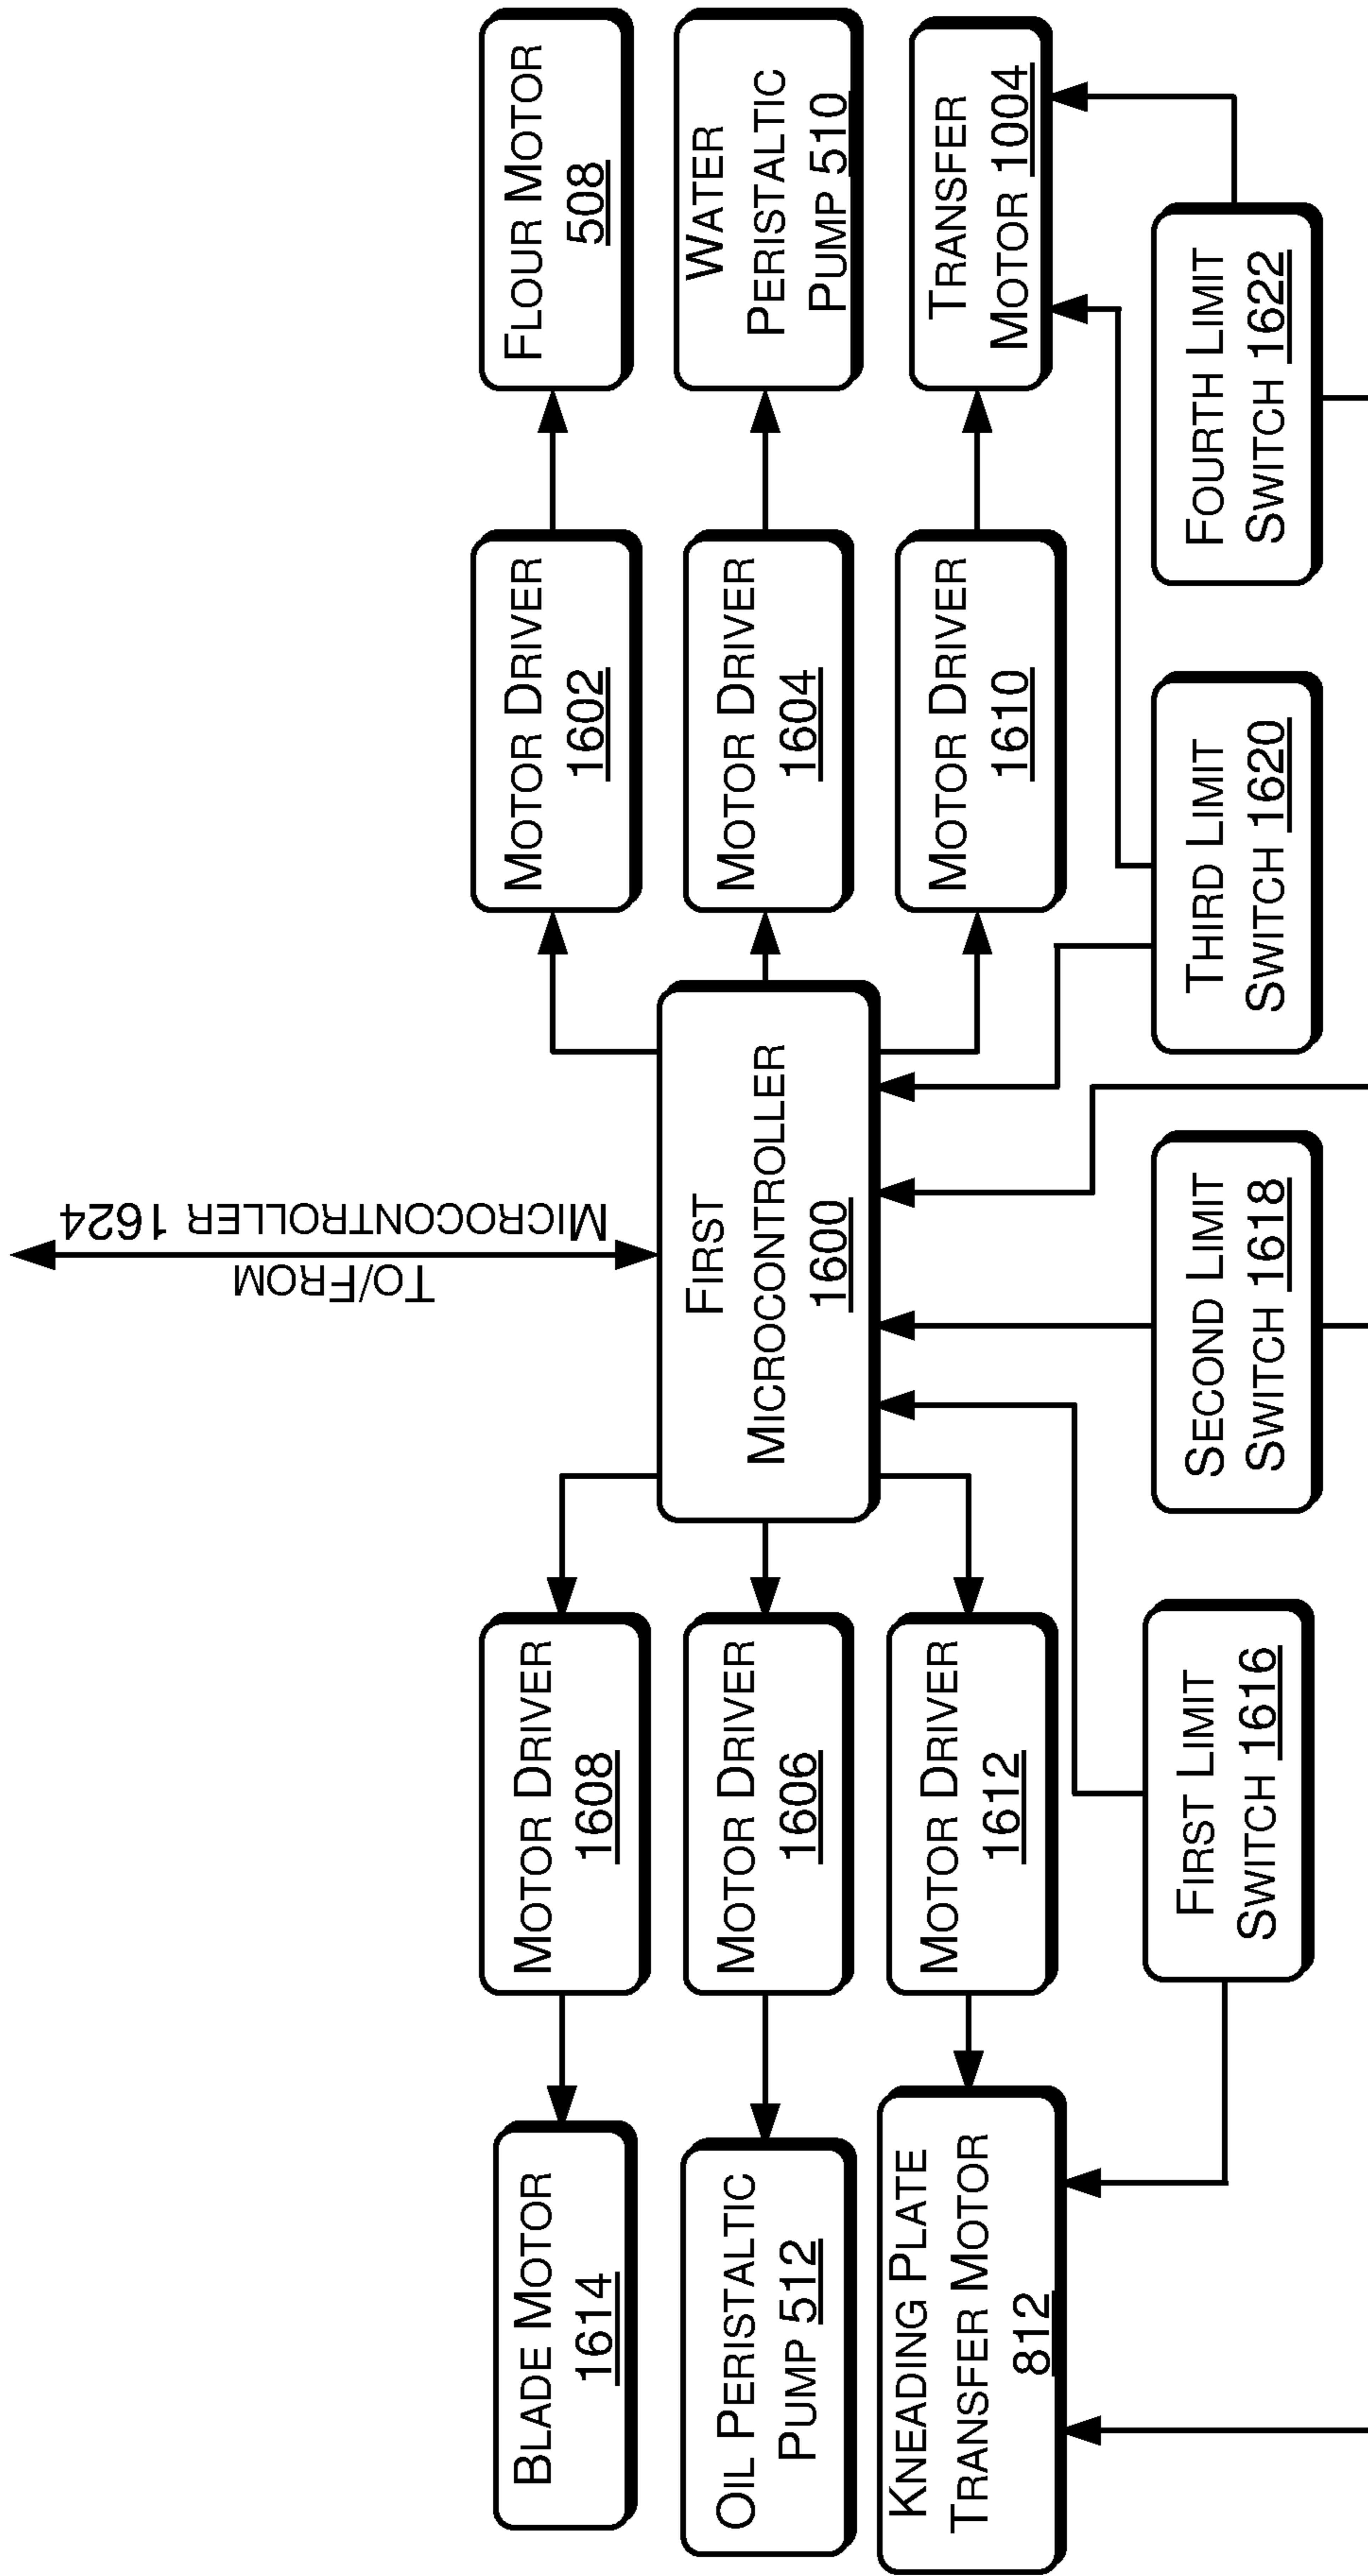 TO/FROM
MICROCONTROLLER 1624
BLADE MOTOR
1614
MOTOR DRIVER
1608
MOTOR DRIVER
1602
FLOUR MOTOR
508
OIL PERISTALTIC
PUMP 512
MOTOR DRIVER
1606
FIRST
MICROCONTROLLER
1600
MOTOR DRIVER
1604
WATER
PERISTALTIC
PUMP 510
KNEADING PLATE
TRANSFER MOTOR
812
MOTOR DRIVER
1612
MOTOR DRIVER
1610
TRANSFER
MOTOR 1004
FIRST LIMIT
SWITCH 1616
SECOND LIMIT
SWITCH 1618
THIRD LIMIT
SWITCH 1620
FOURTH LIMIT
SWITCH 1622